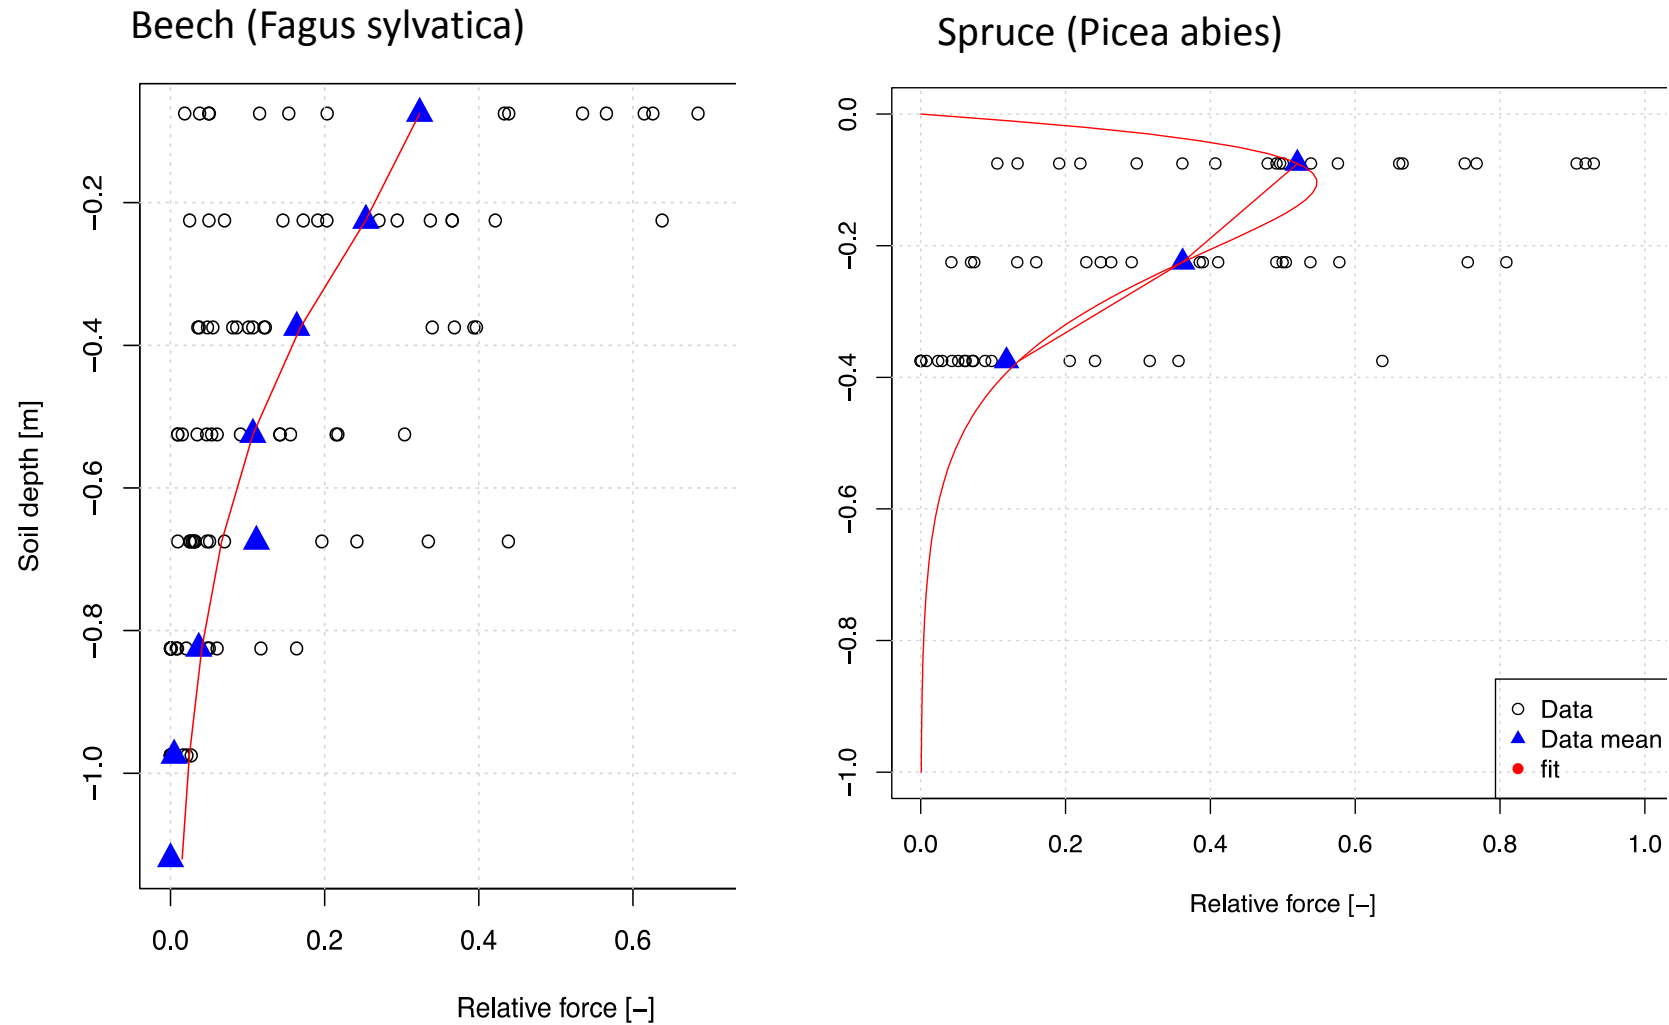 Beech (Fagus sylvatica)
Soil depth [m]
−0.2
−0.4
−0.6
−0.8
−1.0
0.0
0.2
0.4
0.6
Relative force [−]
Spruce (Picea abies)
0.0
−0.2
−0.4
−0.6
−0.8
−1.0
Data
Data mean
fit
0.0
0.2
0.4
0.6
0.8
1.0
Relative force [−]